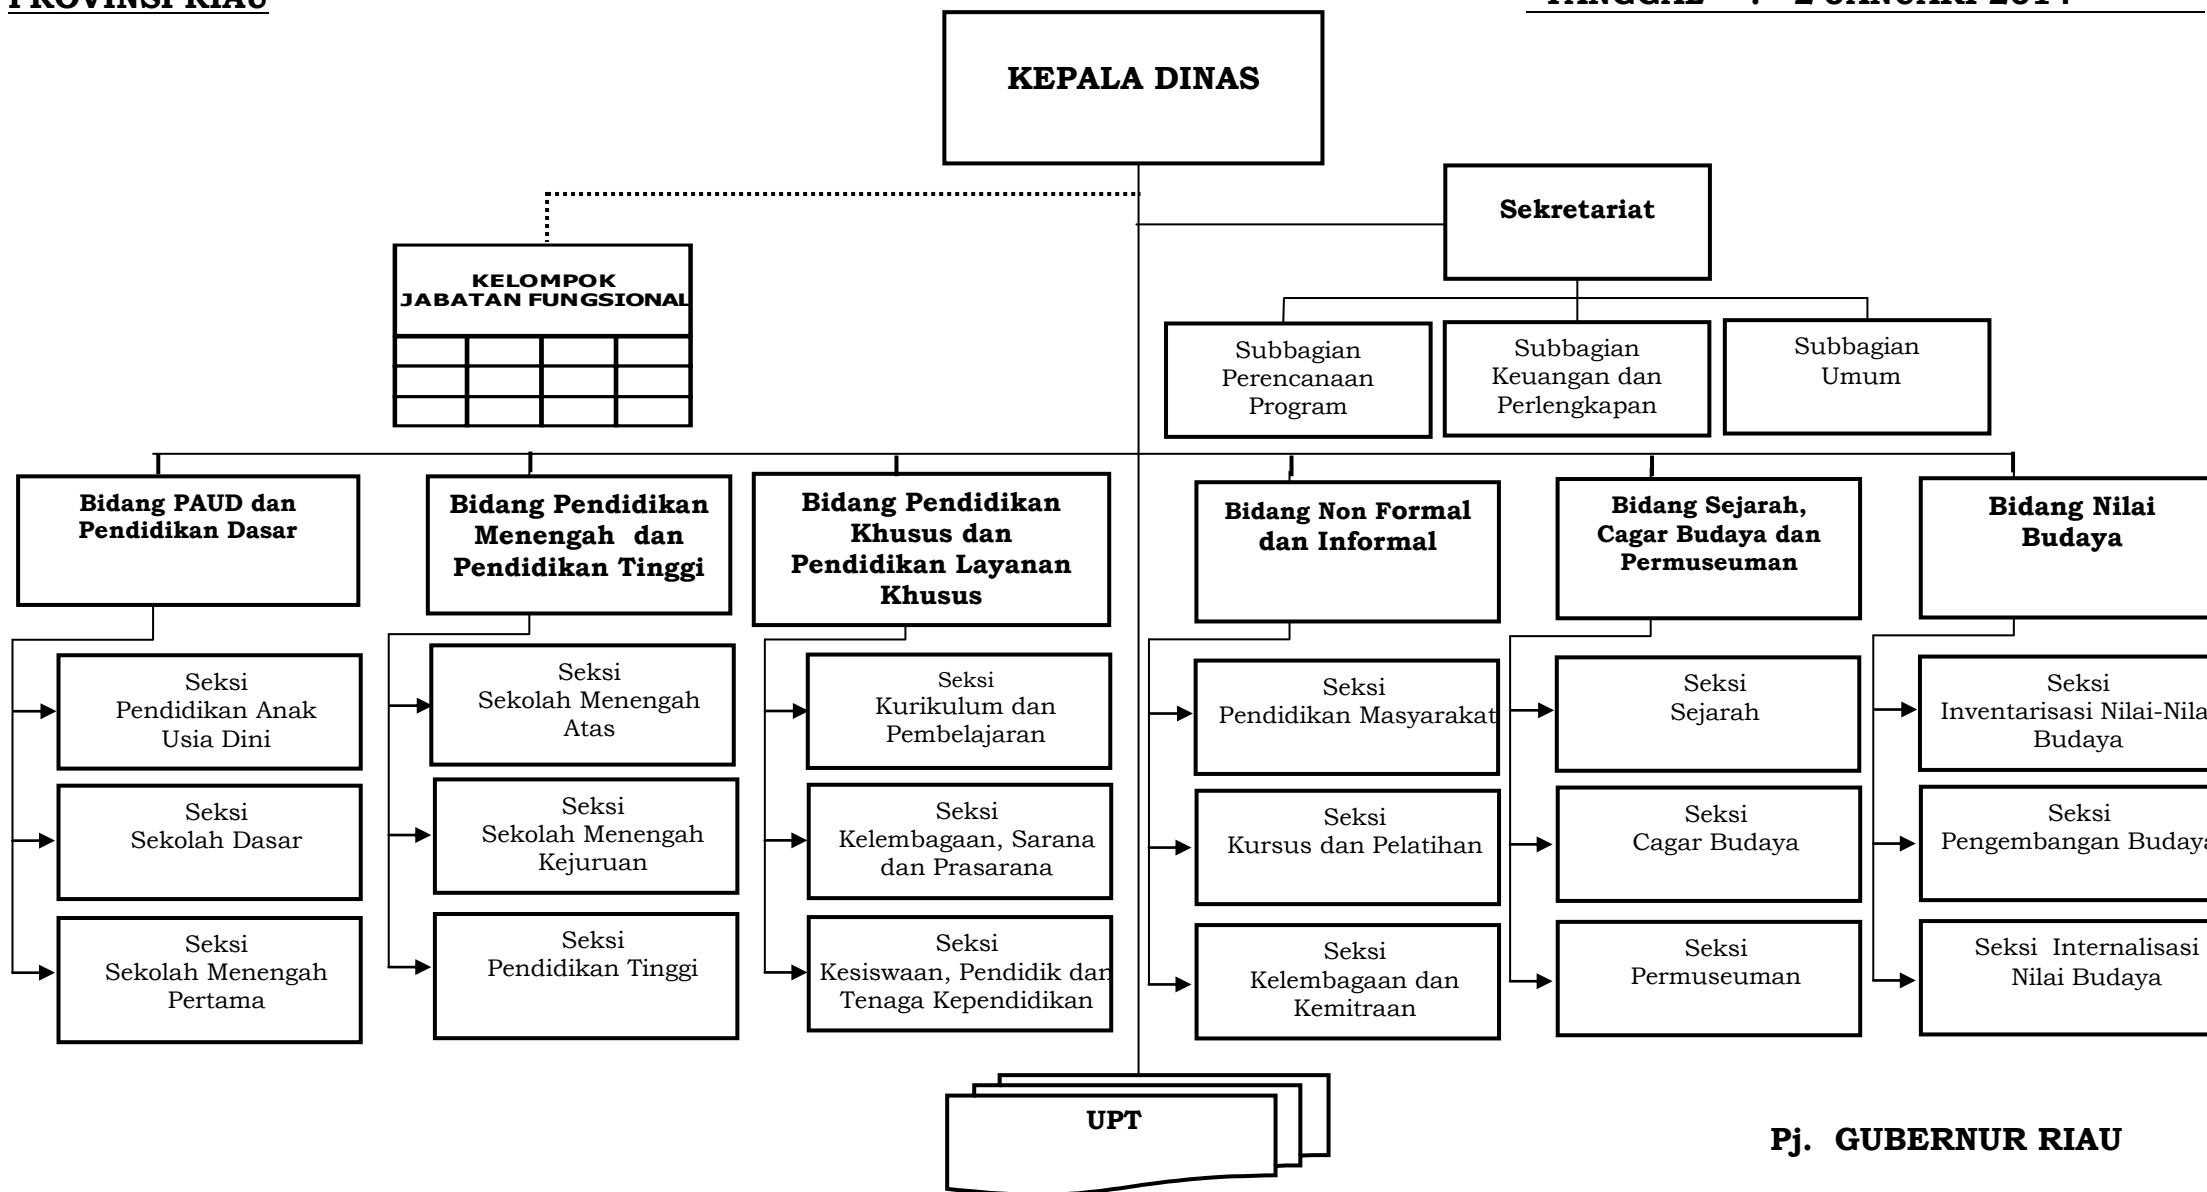 PROVINSI RIAU
TANGGAL : 2 JANUARI 2014
KEPALA DINAS
Sekretariat
KELOMPOK
JABATAN FUNGSIONAL
Subbagian
Perencanaan
Program
Subbagian
Keuangan dan
Perlengkapan
Subbagian
Umum
Bidang PAUD dan
Pendidikan Dasar
Bidang Pendidikan
Menengah dan
Pendidikan Tinggi
Bidang Pendidikan
Khusus dan
Pendidikan Layanan
Khusus
Bidang Non Formal
dan Informal
Bidang Sejarah,
Cagar Budaya dan
Permuseuman
Bidang Nilai
Budaya
Seksi
Pendidikan Anak
Usia Dini
Seksi
Sekolah Dasar
Seksi
Sekolah Menengah
Pertama
Seksi
Sekolah Menengah
Atas
Seksi
Sekolah Menengah
Kejuruan
Seksi
Pendidikan Tinggi
Seksi
Kurikulum dan
Pembelajaran
Seksi
Kelembagaan, Sarana
dan Prasarana
Seksi
Kesiswaan, Pendidik dan
Tenaga Kependidikan
Seksi
Pendidikan Masyarakat
Seksi
Kursus dan Pelatihan
Seksi
Kelembagaan dan
Kemitraan
Seksi
Sejarah
Seksi
Cagar Budaya
Seksi
Permuseuman
Seksi
Inventarisasi Nilai-Nila
Budaya
Seksi
Pengembangan Budaya
Seksi Internalisasi
Nilai Budaya
UPT
Pj. GUBERNUR RIAU